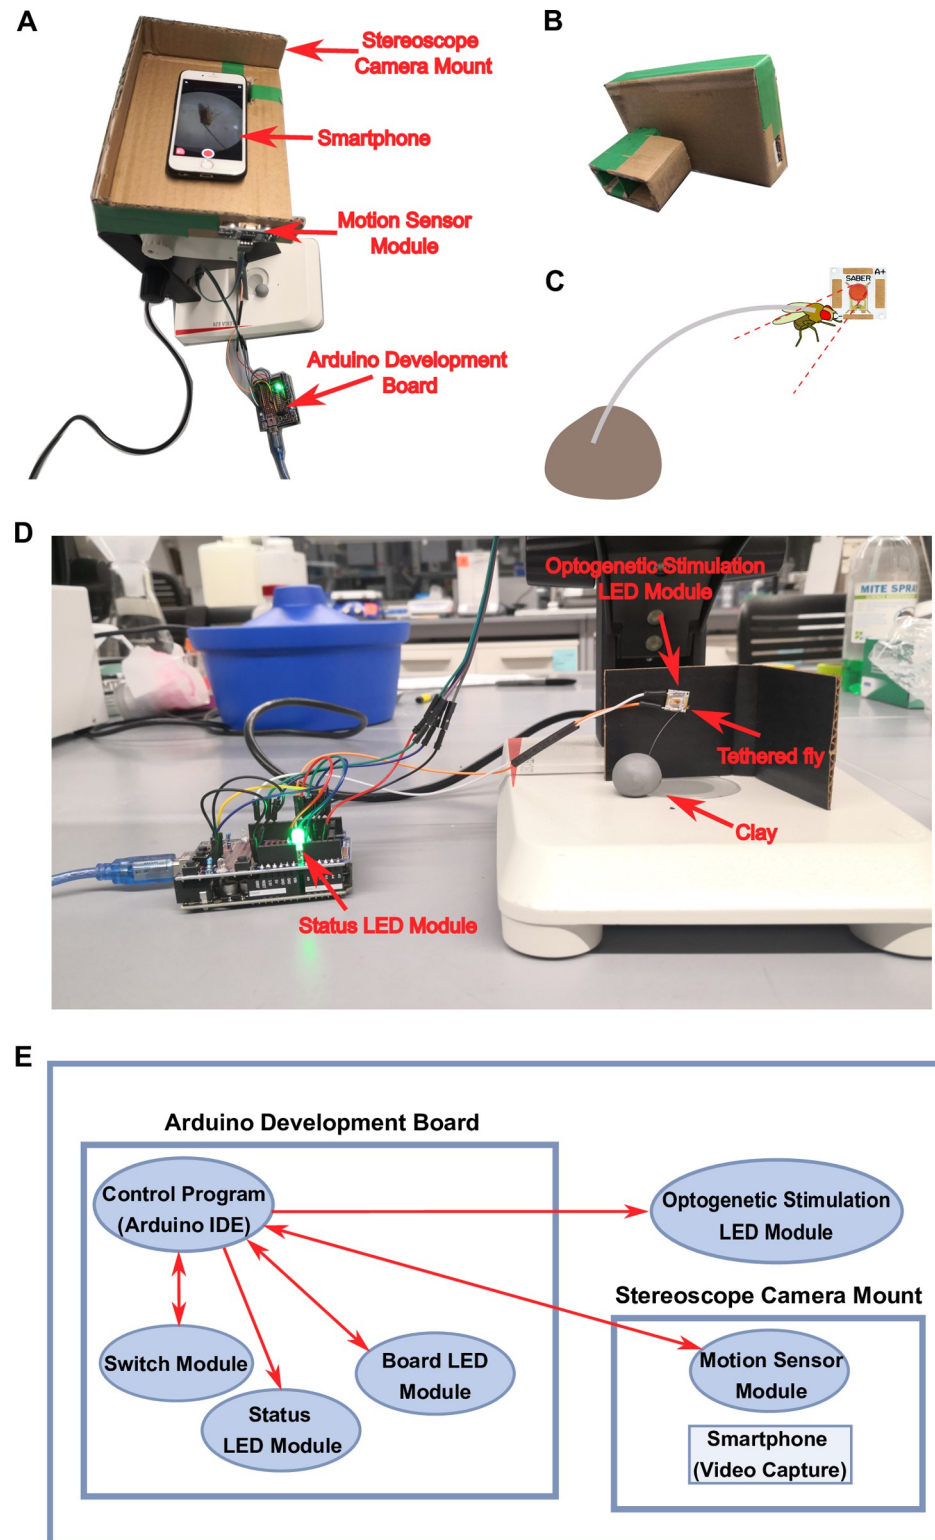 A
Stereoscope
Camera Mount
Smartphone
Motion Sensor
Module
Arduino Development
Board
B
C
SABER
A+
D
Optogenetic Stimulation
LED Module
MITE SPRAY
Tethered fly
Clay
Status LED Module
E
Arduino Development Board
Control Program
(Arduino IDE)
Optogenetic Stimulation
LED Module
Stereoscope Camera Mount
Switch Module
Board LED
Module
Motion Sensor
Module
Status
LED Module
Smartphone
(Video Capture)